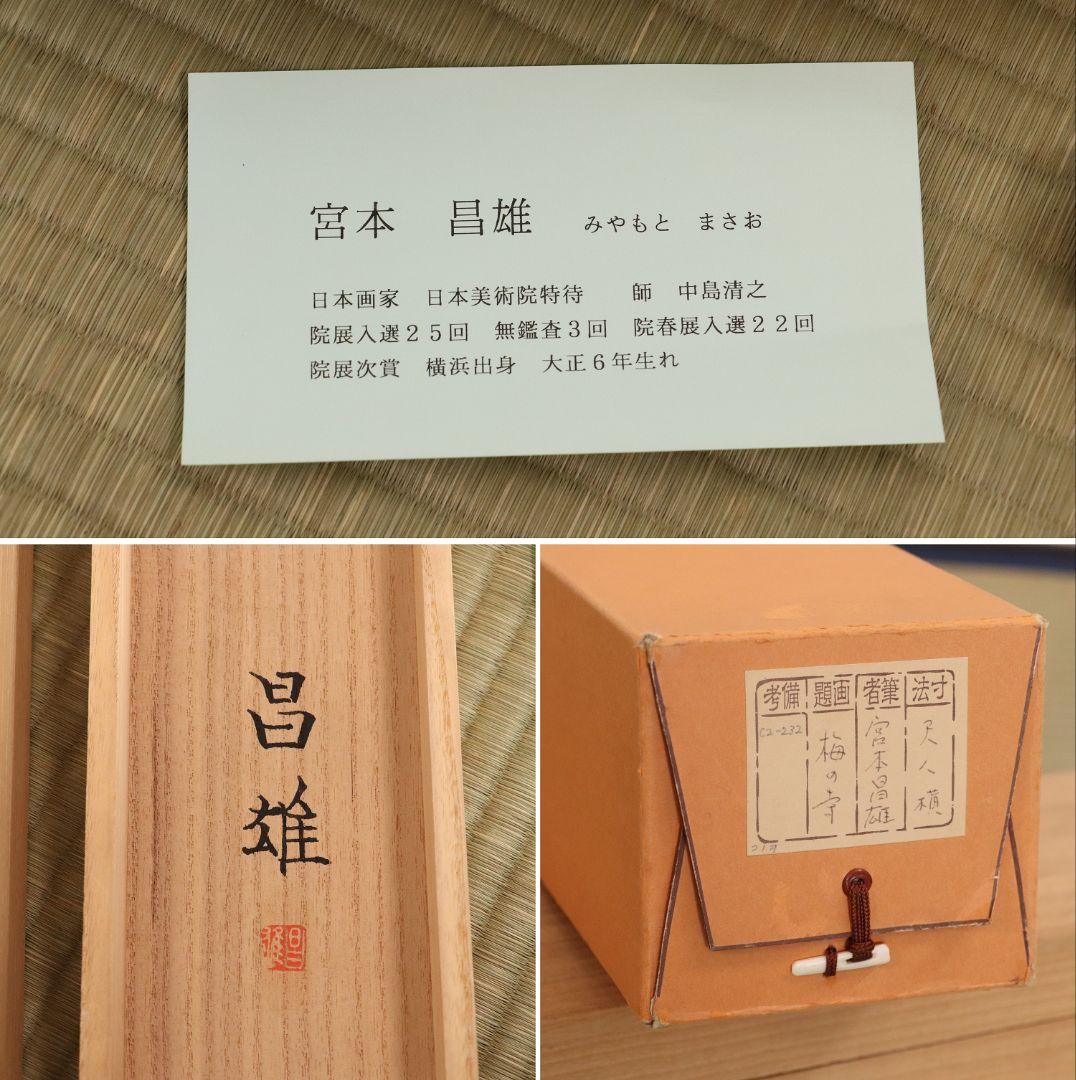 宮本　昌雄　みやもと　まさお
日本画家　日本美術院特待　　師　中島清之
院展入選２５回　無鑑査３回　院春展入選２２回
院展次賞　横浜出身　大正６年生れ
昌雄
寸法
尺八横
筆者
宮本昌雄
画題
梅の寺
備考
C2-232